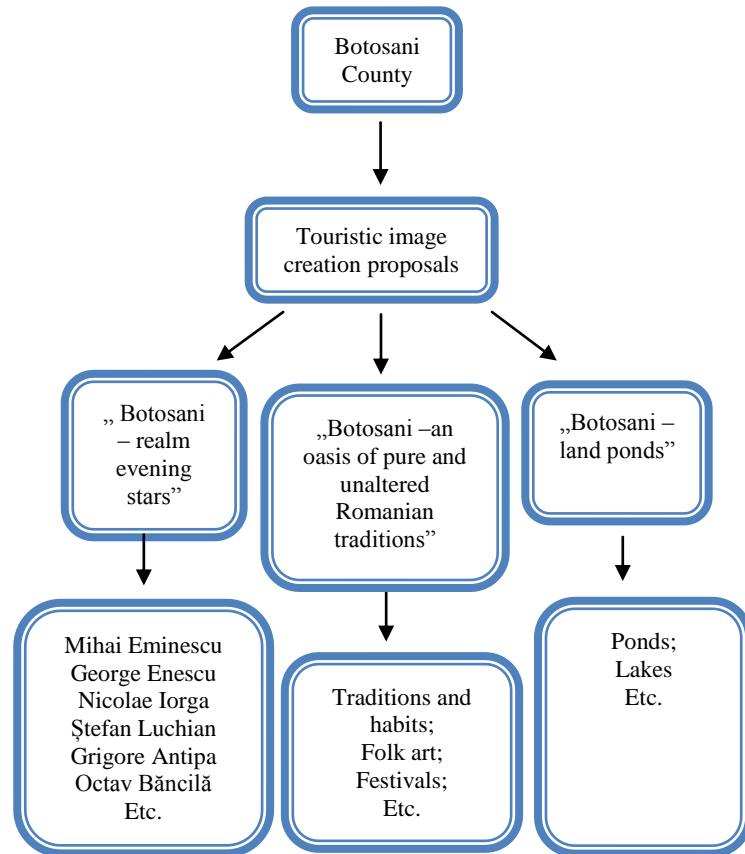 Botosani
County
Touristic image
creation proposals
„ Botosani
– realm
evening
stars”
„Botosani –an
oasis of pure and
unaltered
Romanian
traditions”
„Botosani –
land ponds”
Mihai Eminescu
George Enescu
Nicolae Iorga
Ștefan Luchian
Grigore Antipa
Octav Băncilă
Etc.
Traditions and
habits;
Folk art;
Festivals;
Etc.
Ponds;
Lakes
Etc.